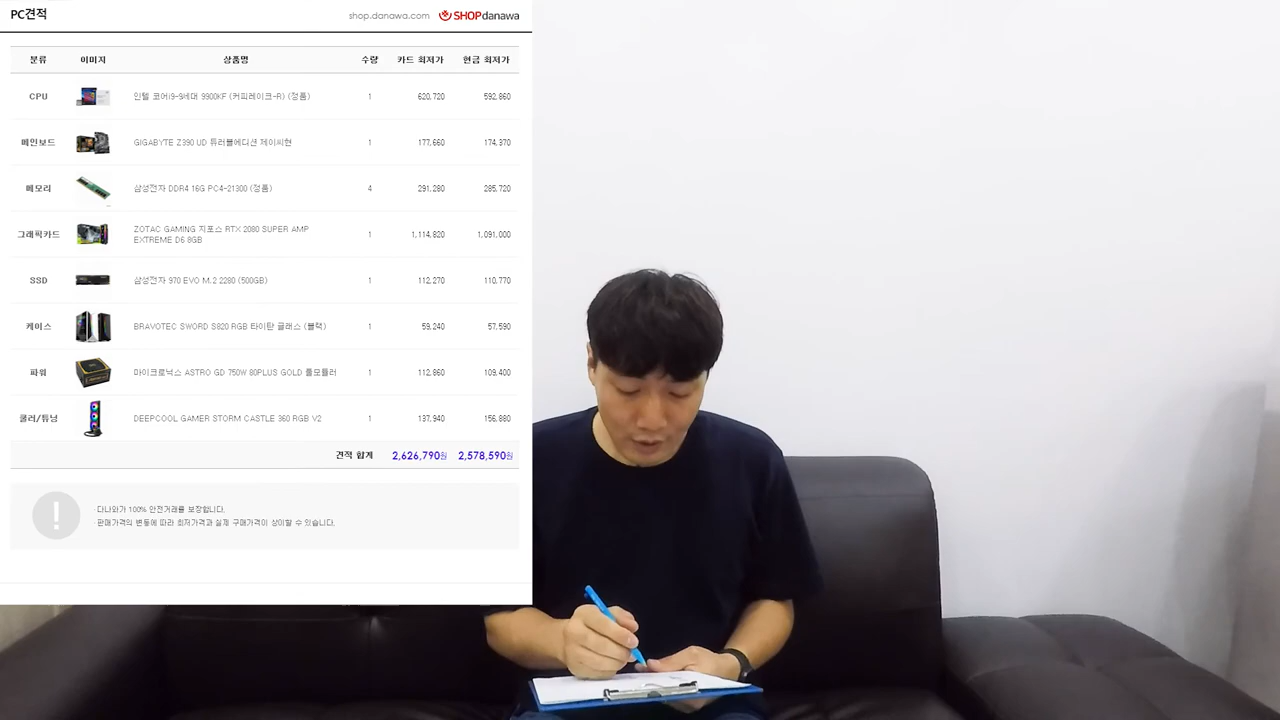 PC견적
shop.danawa.com SHOPdanawa
분류 이미지 상품명 수량 카드 최저가 현금 최저가
CPU 인텔 코어i9-9세대 9900KF (커피레이크-R) (정품) 1 620,720 592,860
메인보드 GIGABYTE Z390 UD 듀러블에디션 제이씨현 1 177,660 174,370
메모리 삼성전자 DDR4 16G PC4-21300 (정품) 4 291,280 285,720
그래픽카드 ZOTAC GAMING 지포스 RTX 2080 SUPER AMP 1 1,114,820 1,091,000
EXTREME D6 8GB
SSD 삼성전자 970 EVO M.2 2280 (500GB) 1 112,270 110,770
케이스 BRAVOTEC SWORD S820 RGB 타이탄 글래스 (블랙) 1 59,240 57,590
파워 마이크로닉스 ASTRO GD 750W 80PLUS GOLD 풀모듈러 1 112,860 109,400
쿨러/튜닝 DEEPCOOL GAMER STORM CASTLE 360 RGB V2 1 137,940 156,880
견적 합계 2,626,790원 2,578,590원
· 다나와가 100% 안전거래를 보장합니다.
· 판매가격의 변동에 따라 최저가격과 실제 구매가격이 상이할 수 있습니다.